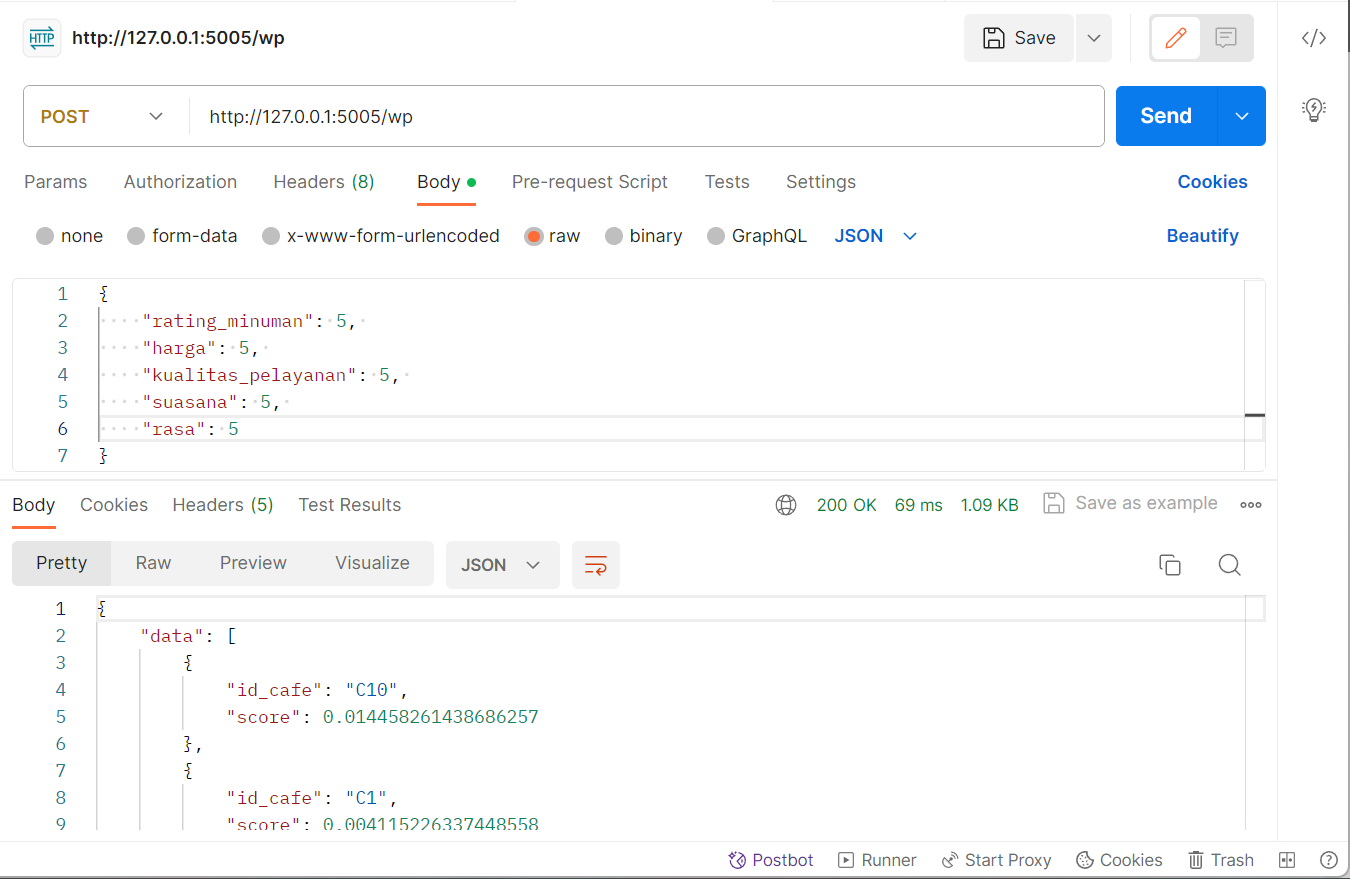 HTTP http://127.0.0.1:5005/wp Save
POST http://127.0.0.1:5005/wp Send
Params Authorization Headers (8) Body Pre-request Script Tests Settings Cookies
none form-data x-www-form-urlencoded raw binary GraphQL JSON Beautify
1 {
2 ····"rating_minuman":·5,·
3 ····"harga":·5,·
4 ····"kualitas_pelayanan":·5,·
5 ····"suasana":·5,·
6 ····"rasa":·5
7 }
Body Cookies Headers (5) Test Results 200 OK 69 ms 1.09 KB Save as example
Pretty Raw Preview Visualize JSON
1 {
2 "data": [
3 {
4 "id_cafe": "C10",
5 "score": 0.014458261438686257
6 },
7 {
8 "id_cafe": "C1",
9 "score": 0.004115226337448558
Postbot Runner Start Proxy Cookies Trash